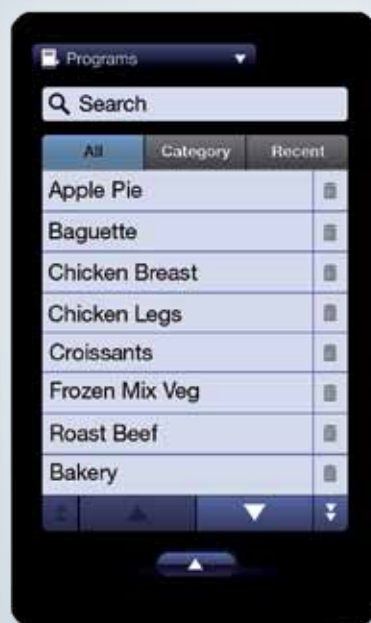 Programs
Search
All Category Recent
Apple Pie
Baguette
Chicken Breast
Chicken Legs
Croissants
Frozen Mix Veg
Roast Beef
Bakery